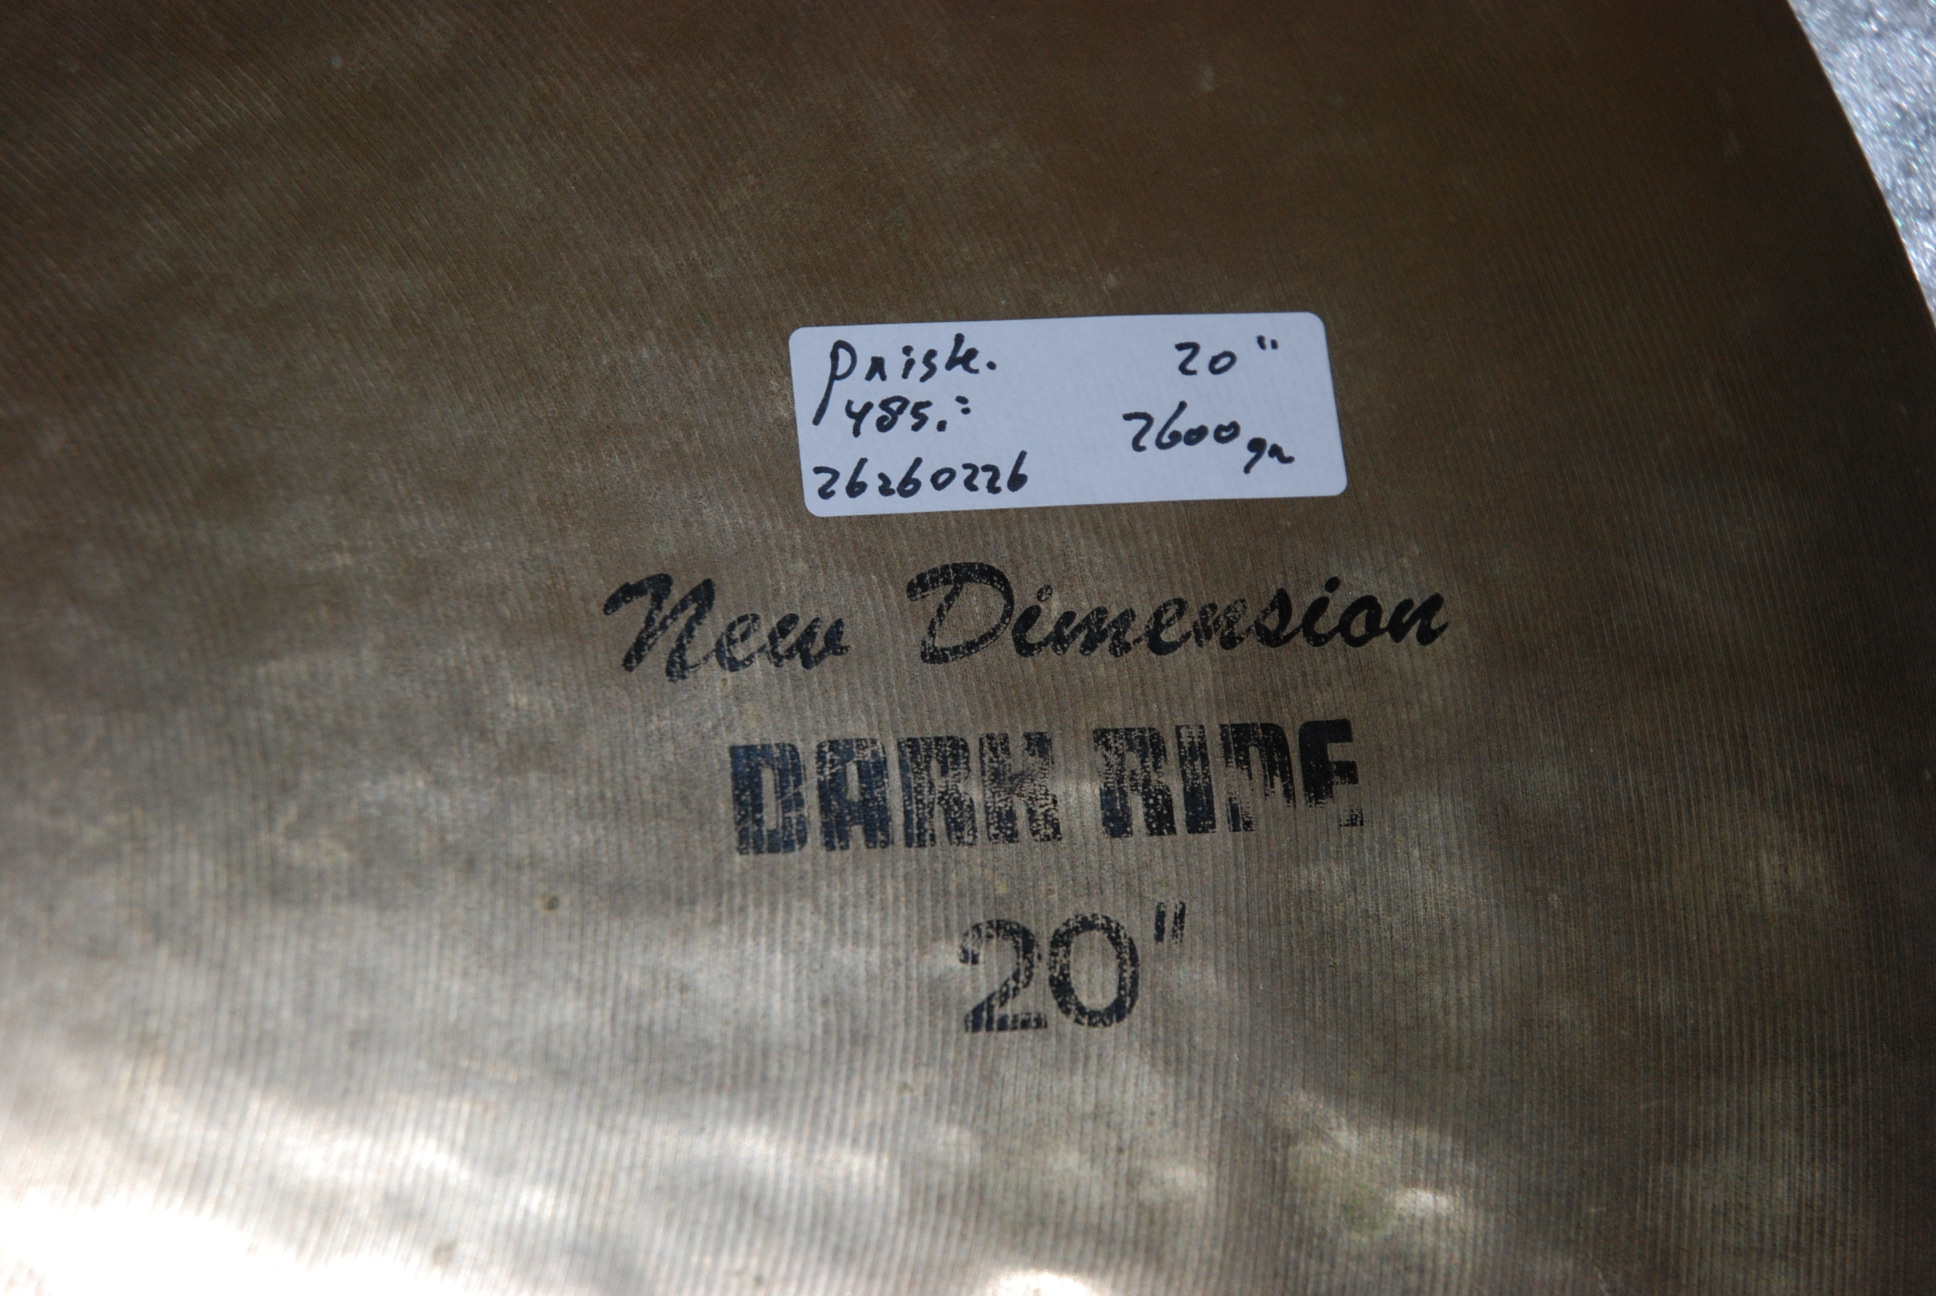 prisk. 20"
485.:
2600gr
26260226
New Dimension
DARK RIDE
20"